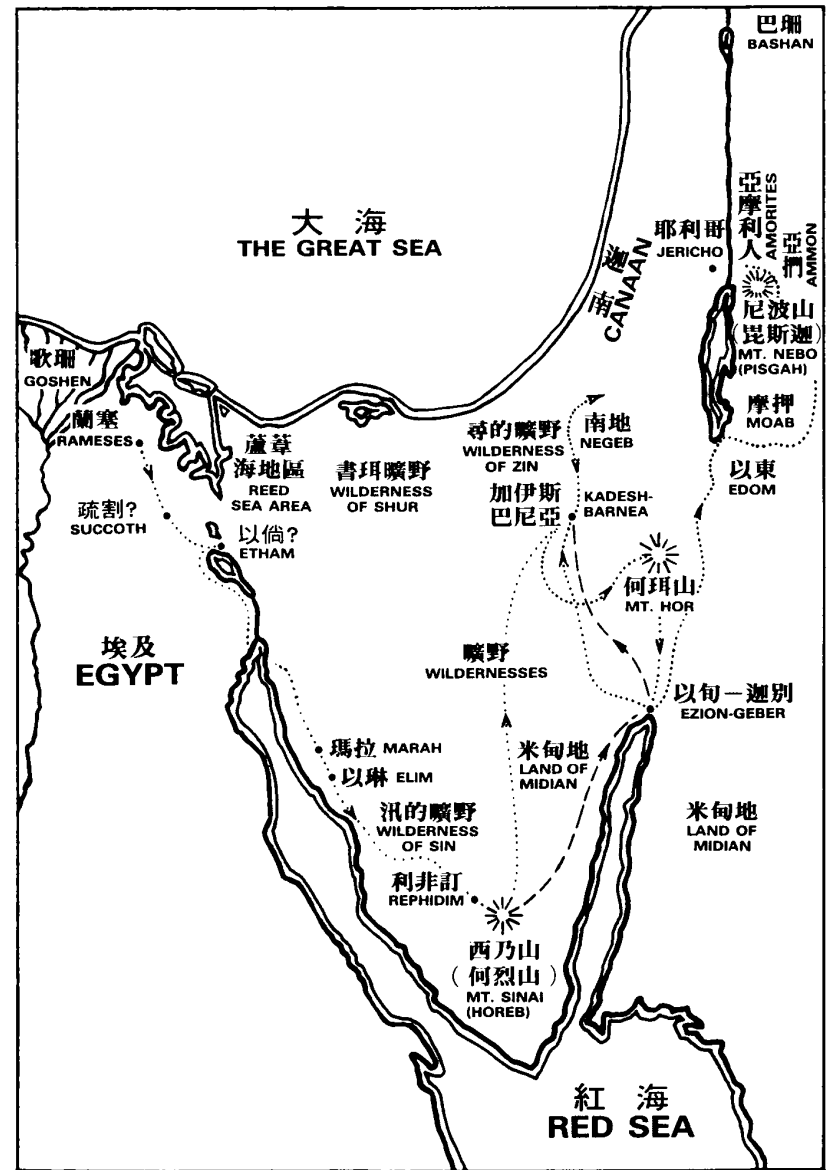 巴珊
BASHAN
大海
THE GREAT SEA
迦南
CANAAN
耶利哥
JERICHO
亞摩利人
AMORITES
亞捫
AMMON
尼波山
（毘斯迦）
MT. NEBO
(PISGAH)
歌珊
GOSHEN
蘭塞
RAMESES
蘆葦
海地區
REED
SEA AREA
書珥曠野
WILDERNESS
OF SHUR
尋的曠野
WILDERNESS
OF ZIN
南地
NEGEB
摩押
MOAB
以東
EDOM
加伊斯
巴尼亞
KADESH-
BARNEA
疏割?
SUCCOTH
以倘?
ETHAM
何珥山
MT. HOR
埃及
EGYPT
曠野
WILDERNESSES
以旬－迦別
EZION-GEBER
瑪拉 MARAH
以琳 ELIM
米甸地
LAND OF
MIDIAN
汛的曠野
WILDERNESS
OF SIN
米甸地
LAND OF
MIDIAN
利非訂
REPHIDIM
西乃山
（何烈山）
MT. SINAI
(HOREB)
紅海
RED SEA